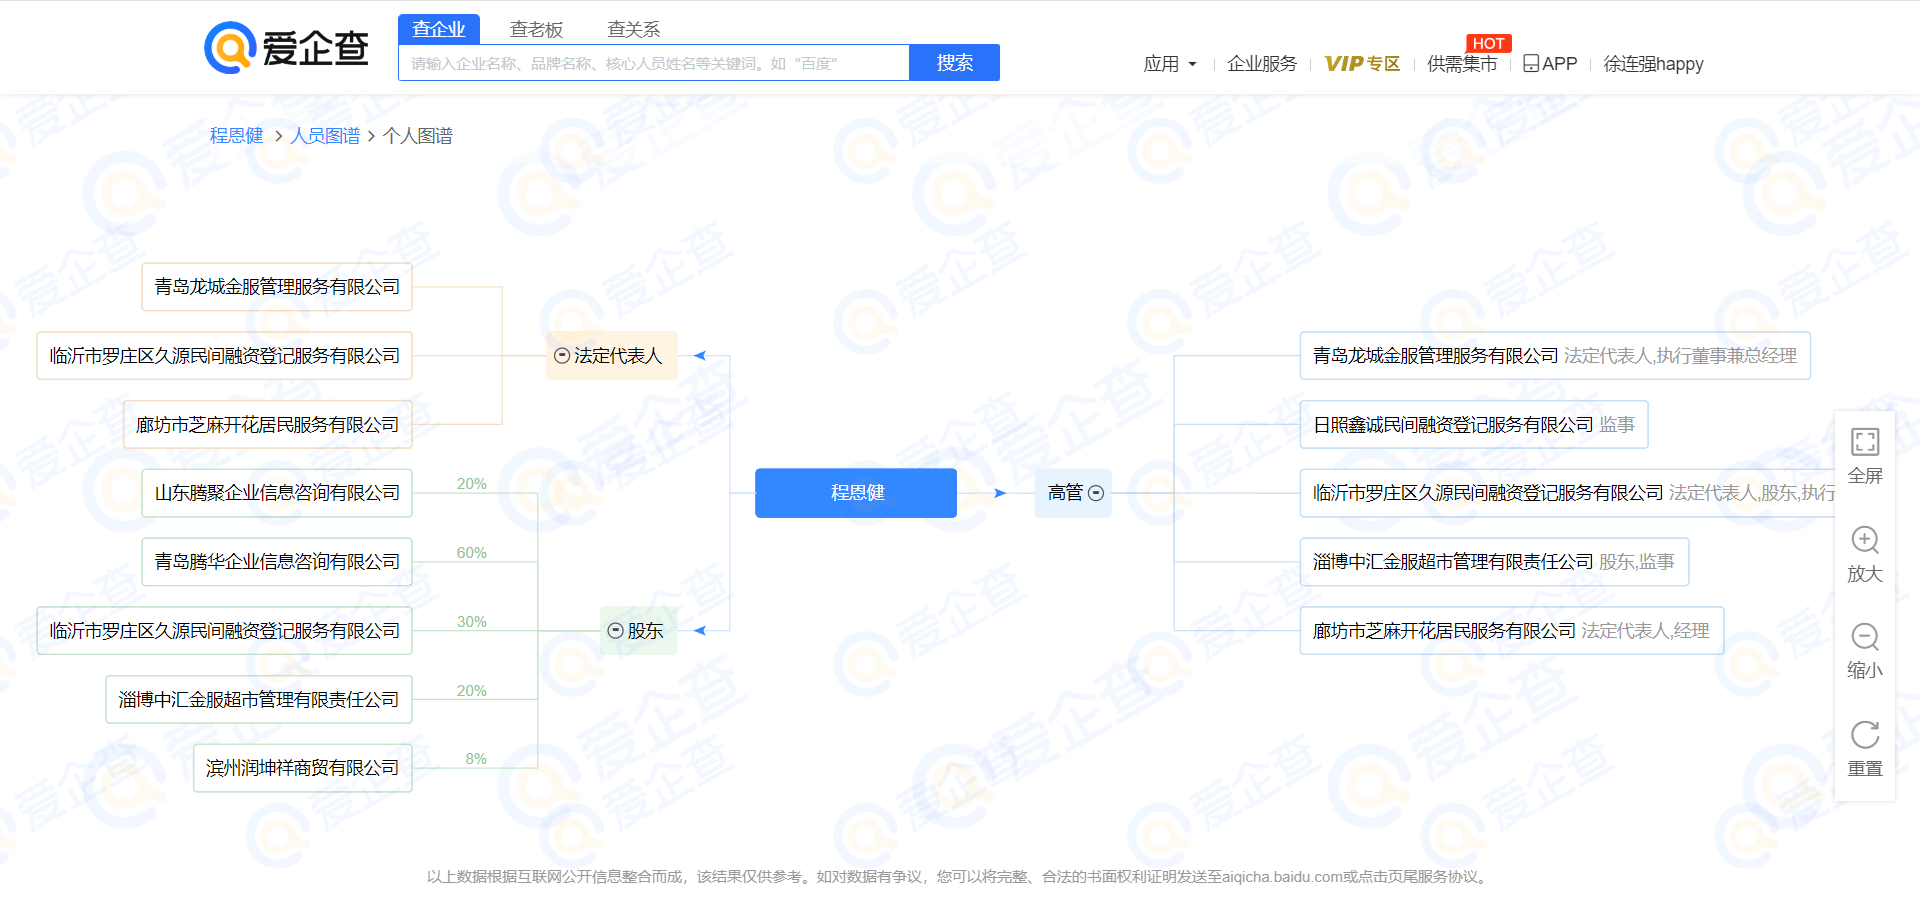 爱企查
查企业 查老板 查关系
请输入企业名称、品牌名称、核心人员姓名等关键词。如“百度”
搜索
应用
企业服务
VIP专区
供需集市
HOT
APP
徐连强happy
程恩健 > 人员图谱 > 个人图谱
青岛龙城金服管理服务有限公司
临沂市罗庄区久源民间融资登记服务有限公司
廊坊市芝麻开花居民服务有限公司
法定代表人
山东腾聚企业信息咨询有限公司
20%
青岛腾华企业信息咨询有限公司
60%
临沂市罗庄区久源民间融资登记服务有限公司
30%
淄博中汇金服超市管理有限责任公司
20%
滨州润坤祥商贸有限公司
8%
股东
程恩健
高管
青岛龙城金服管理服务有限公司 法定代表人,执行董事兼总经理
日照鑫诚民间融资登记服务有限公司 监事
临沂市罗庄区久源民间融资登记服务有限公司 法定代表人,股东,执行
淄博中汇金服超市管理有限责任公司 股东,监事
廊坊市芝麻开花居民服务有限公司 法定代表人,经理
全屏
放大
缩小
重置
以上数据根据互联网公开信息整合而成，该结果仅供参考。如对数据有争议，您可以将完整、合法的书面权利证明发送至aiqicha.baidu.com或点击页尾服务协议。